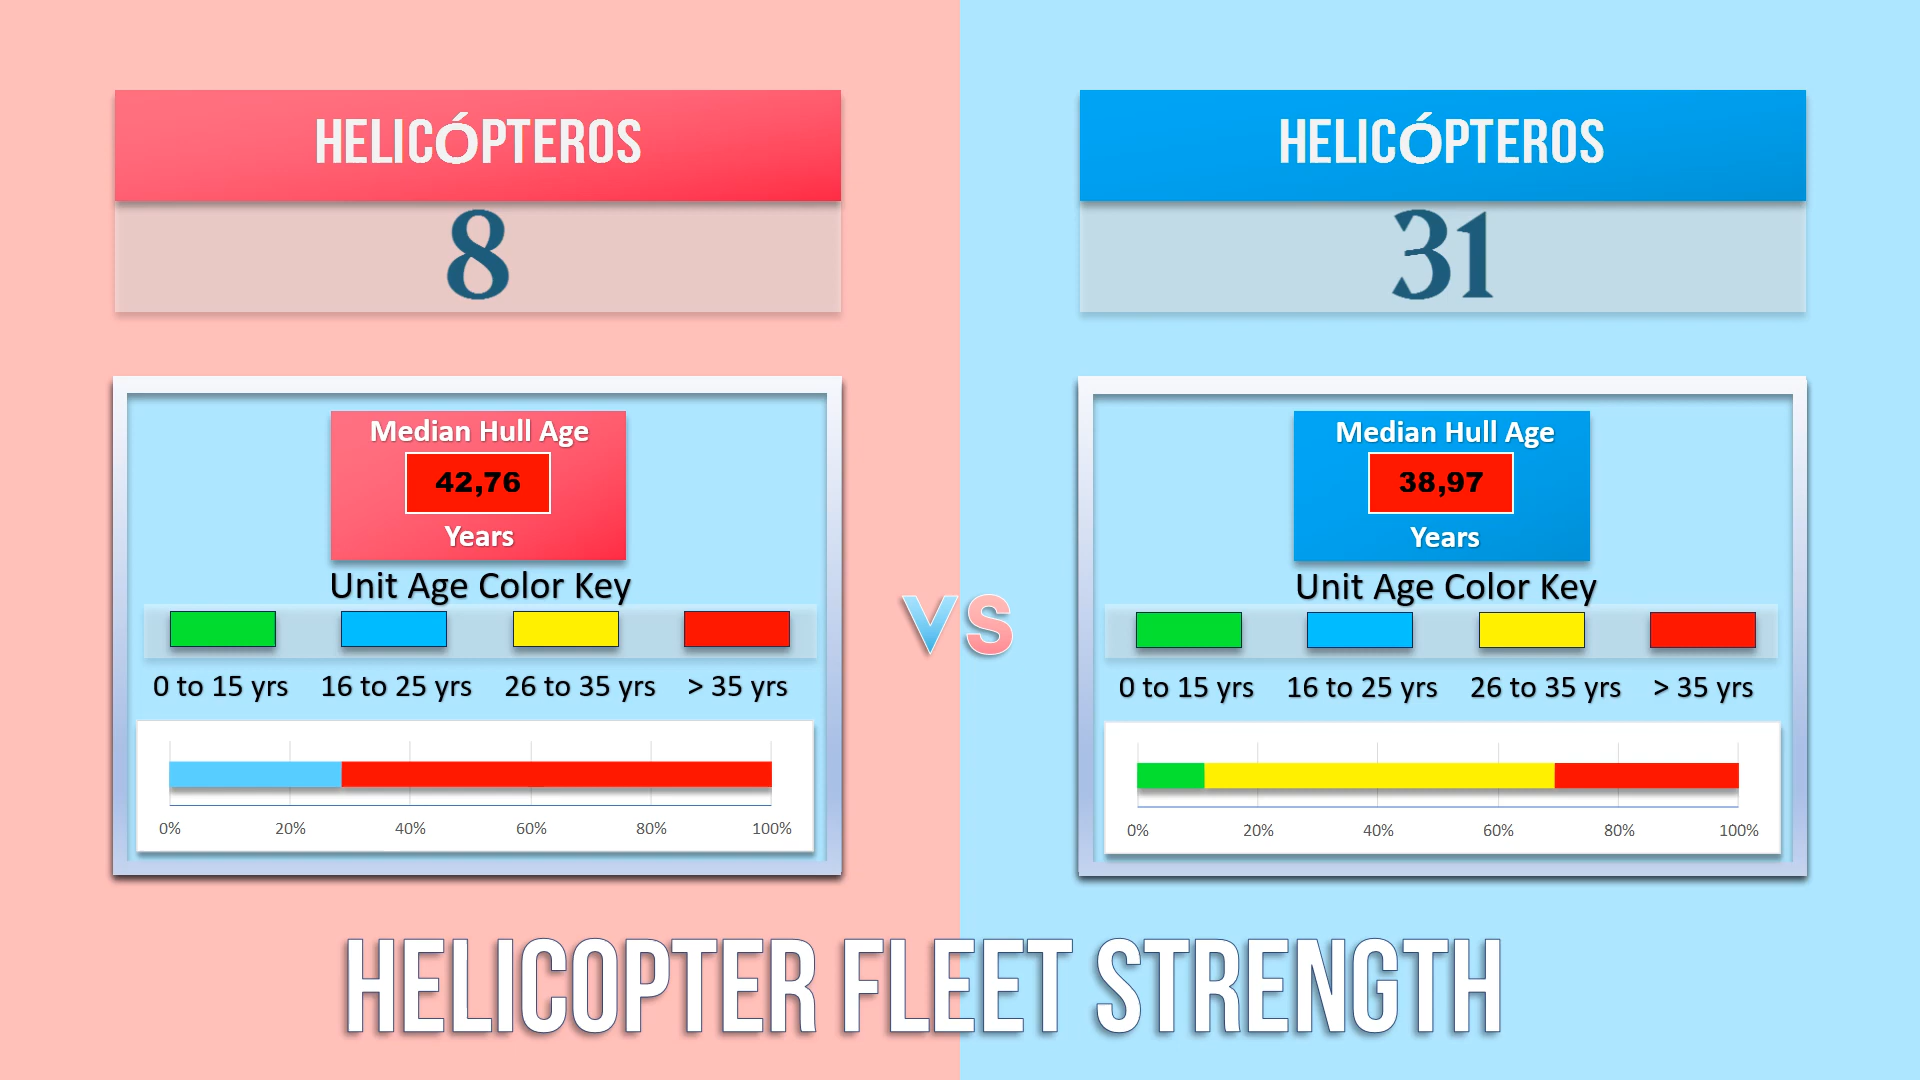 HELICÓPTEROS
8
Median Hull Age
42,76
Years
Unit Age Color Key
0 to 15 yrs 16 to 25 yrs 26 to 35 yrs > 35 yrs
0% 20% 40% 60% 80% 100%
VS
HELICÓPTEROS
31
Median Hull Age
38,97
Years
Unit Age Color Key
0 to 15 yrs 16 to 25 yrs 26 to 35 yrs > 35 yrs
0% 20% 40% 60% 80% 100%
HELICOPTER FLEET STRENGTH